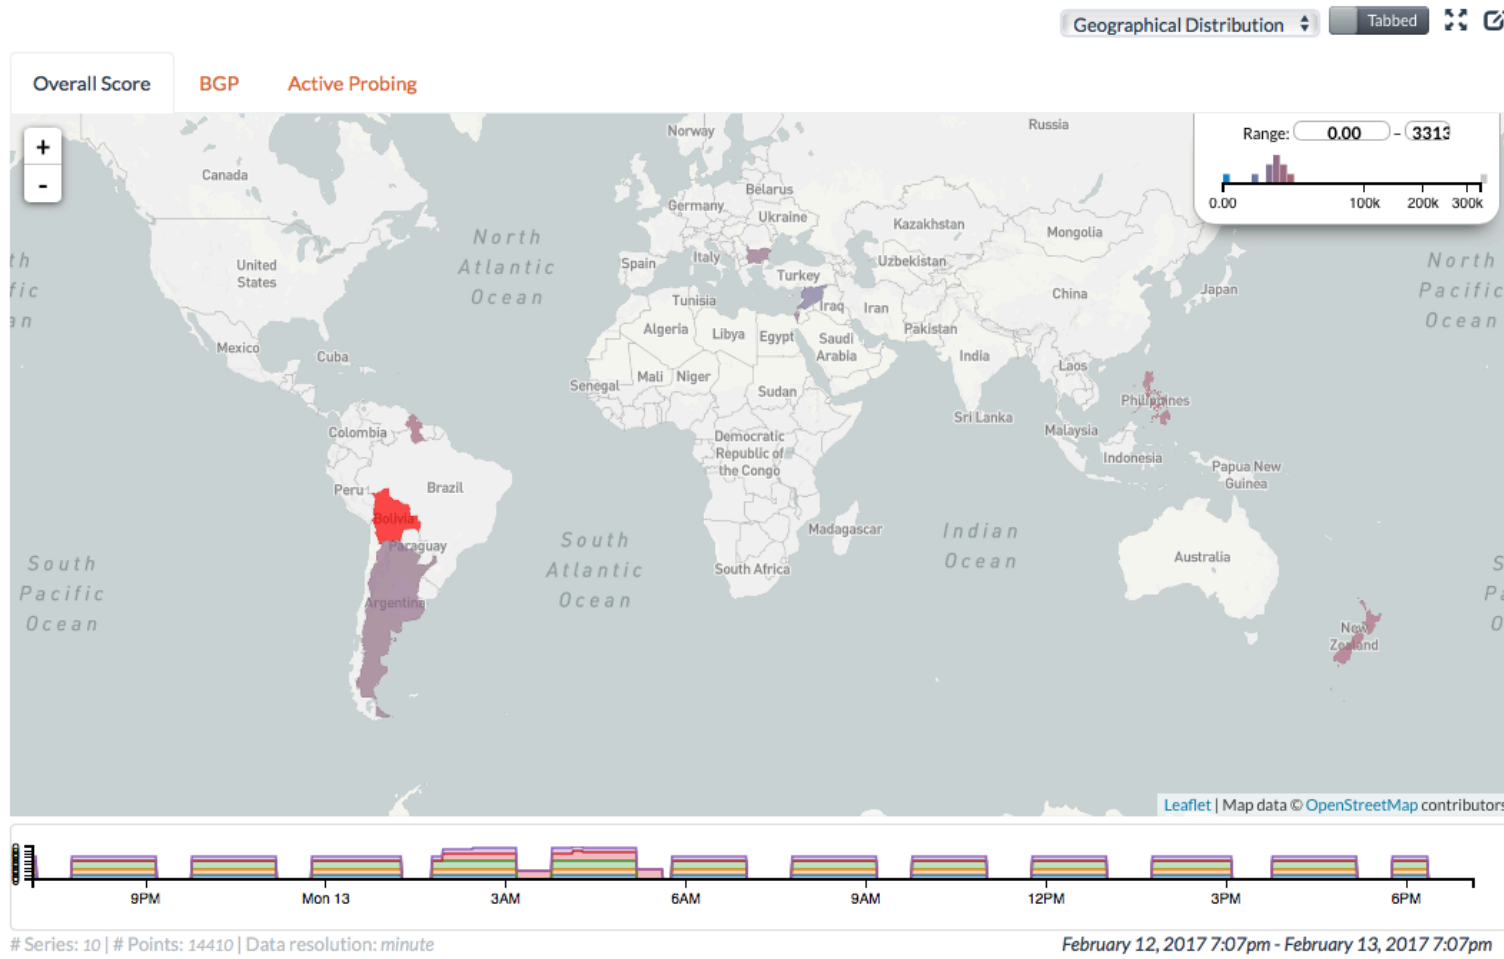 Geographical Distribution
Tabbed
Overall Score
BGP
Active Probing
+
-
Range: 0.00 - 3313
0.00 100k 200k 300k
Norway
Russia
Canada
Belarus
Germany
Ukraine
Kazakhstan
Mongolia
North
Atlantic
Ocean
United
States
Spain
Italy
Turkey
Uzbekistan
China
Japan
North
Pacific
Ocean
Tunisia
Iraq
Iran
Algeria
Libya
Egypt
Saudi
Arabia
Pakistan
India
Mexico
Cuba
Laos
Senegal
Mali
Niger
Sudan
Philippines
Sri Lanka
Malaysia
Colombia
Democratic
Republic of
the Congo
Indonesia
Papua New
Guinea
Peru
Brazil
Bolivia
Paraguay
Argentina
Madagascar
South Africa
Indian
Ocean
Australia
South
Pacific
Ocean
South
Atlantic
Ocean
New
Zealand
Leaflet | Map data © OpenStreetMap contributors
9PM Mon 13 3AM 6AM 9AM 12PM 3PM 6PM
# Series: 10 | # Points: 14410 | Data resolution: minute
February 12, 2017 7:07pm - February 13, 2017 7:07pm